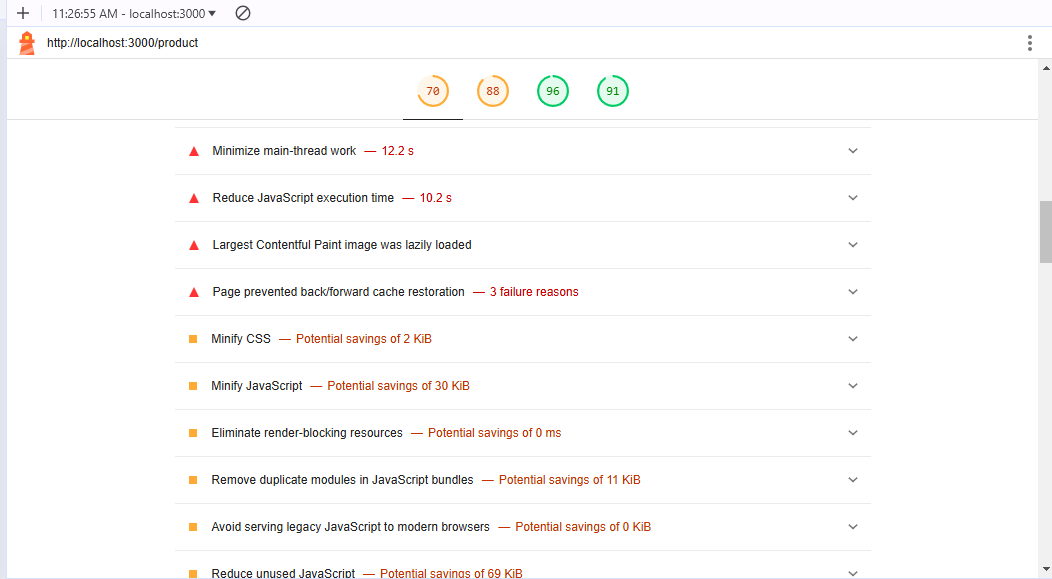 11:26:55 AM - localhost:3000
http://localhost:3000/product
70 88 96 91
Minimize main-thread work — 12.2 s
Reduce JavaScript execution time — 10.2 s
Largest Contentful Paint image was lazily loaded
Page prevented back/forward cache restoration — 3 failure reasons
Minify CSS — Potential savings of 2 KiB
Minify JavaScript — Potential savings of 30 KiB
Eliminate render-blocking resources — Potential savings of 0 ms
Remove duplicate modules in JavaScript bundles — Potential savings of 11 KiB
Avoid serving legacy JavaScript to modern browsers — Potential savings of 0 KiB
Reduce unused JavaScript — Potential savings of 69 KiB